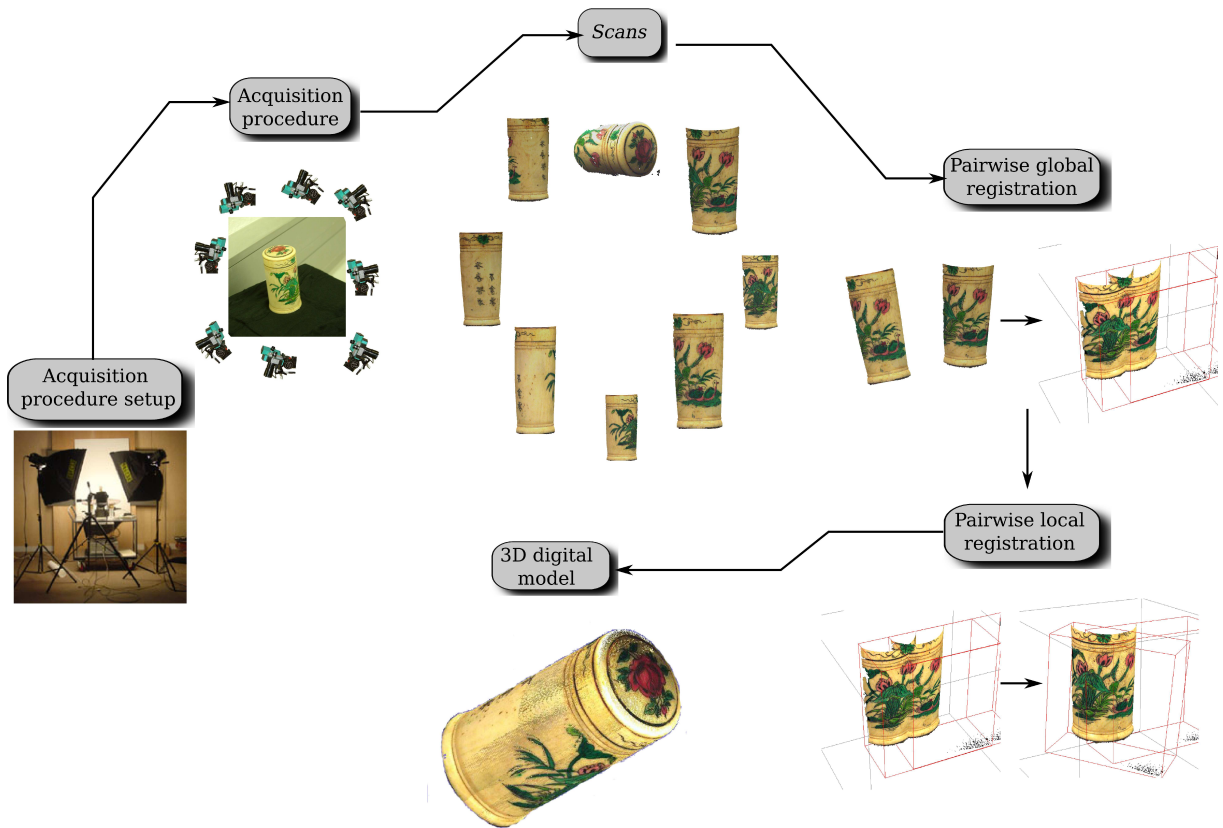 Scans
Acquisition
procedure
Pairwise global
registration
Acquisition
procedure setup
Pairwise local
registration
3D digital
model